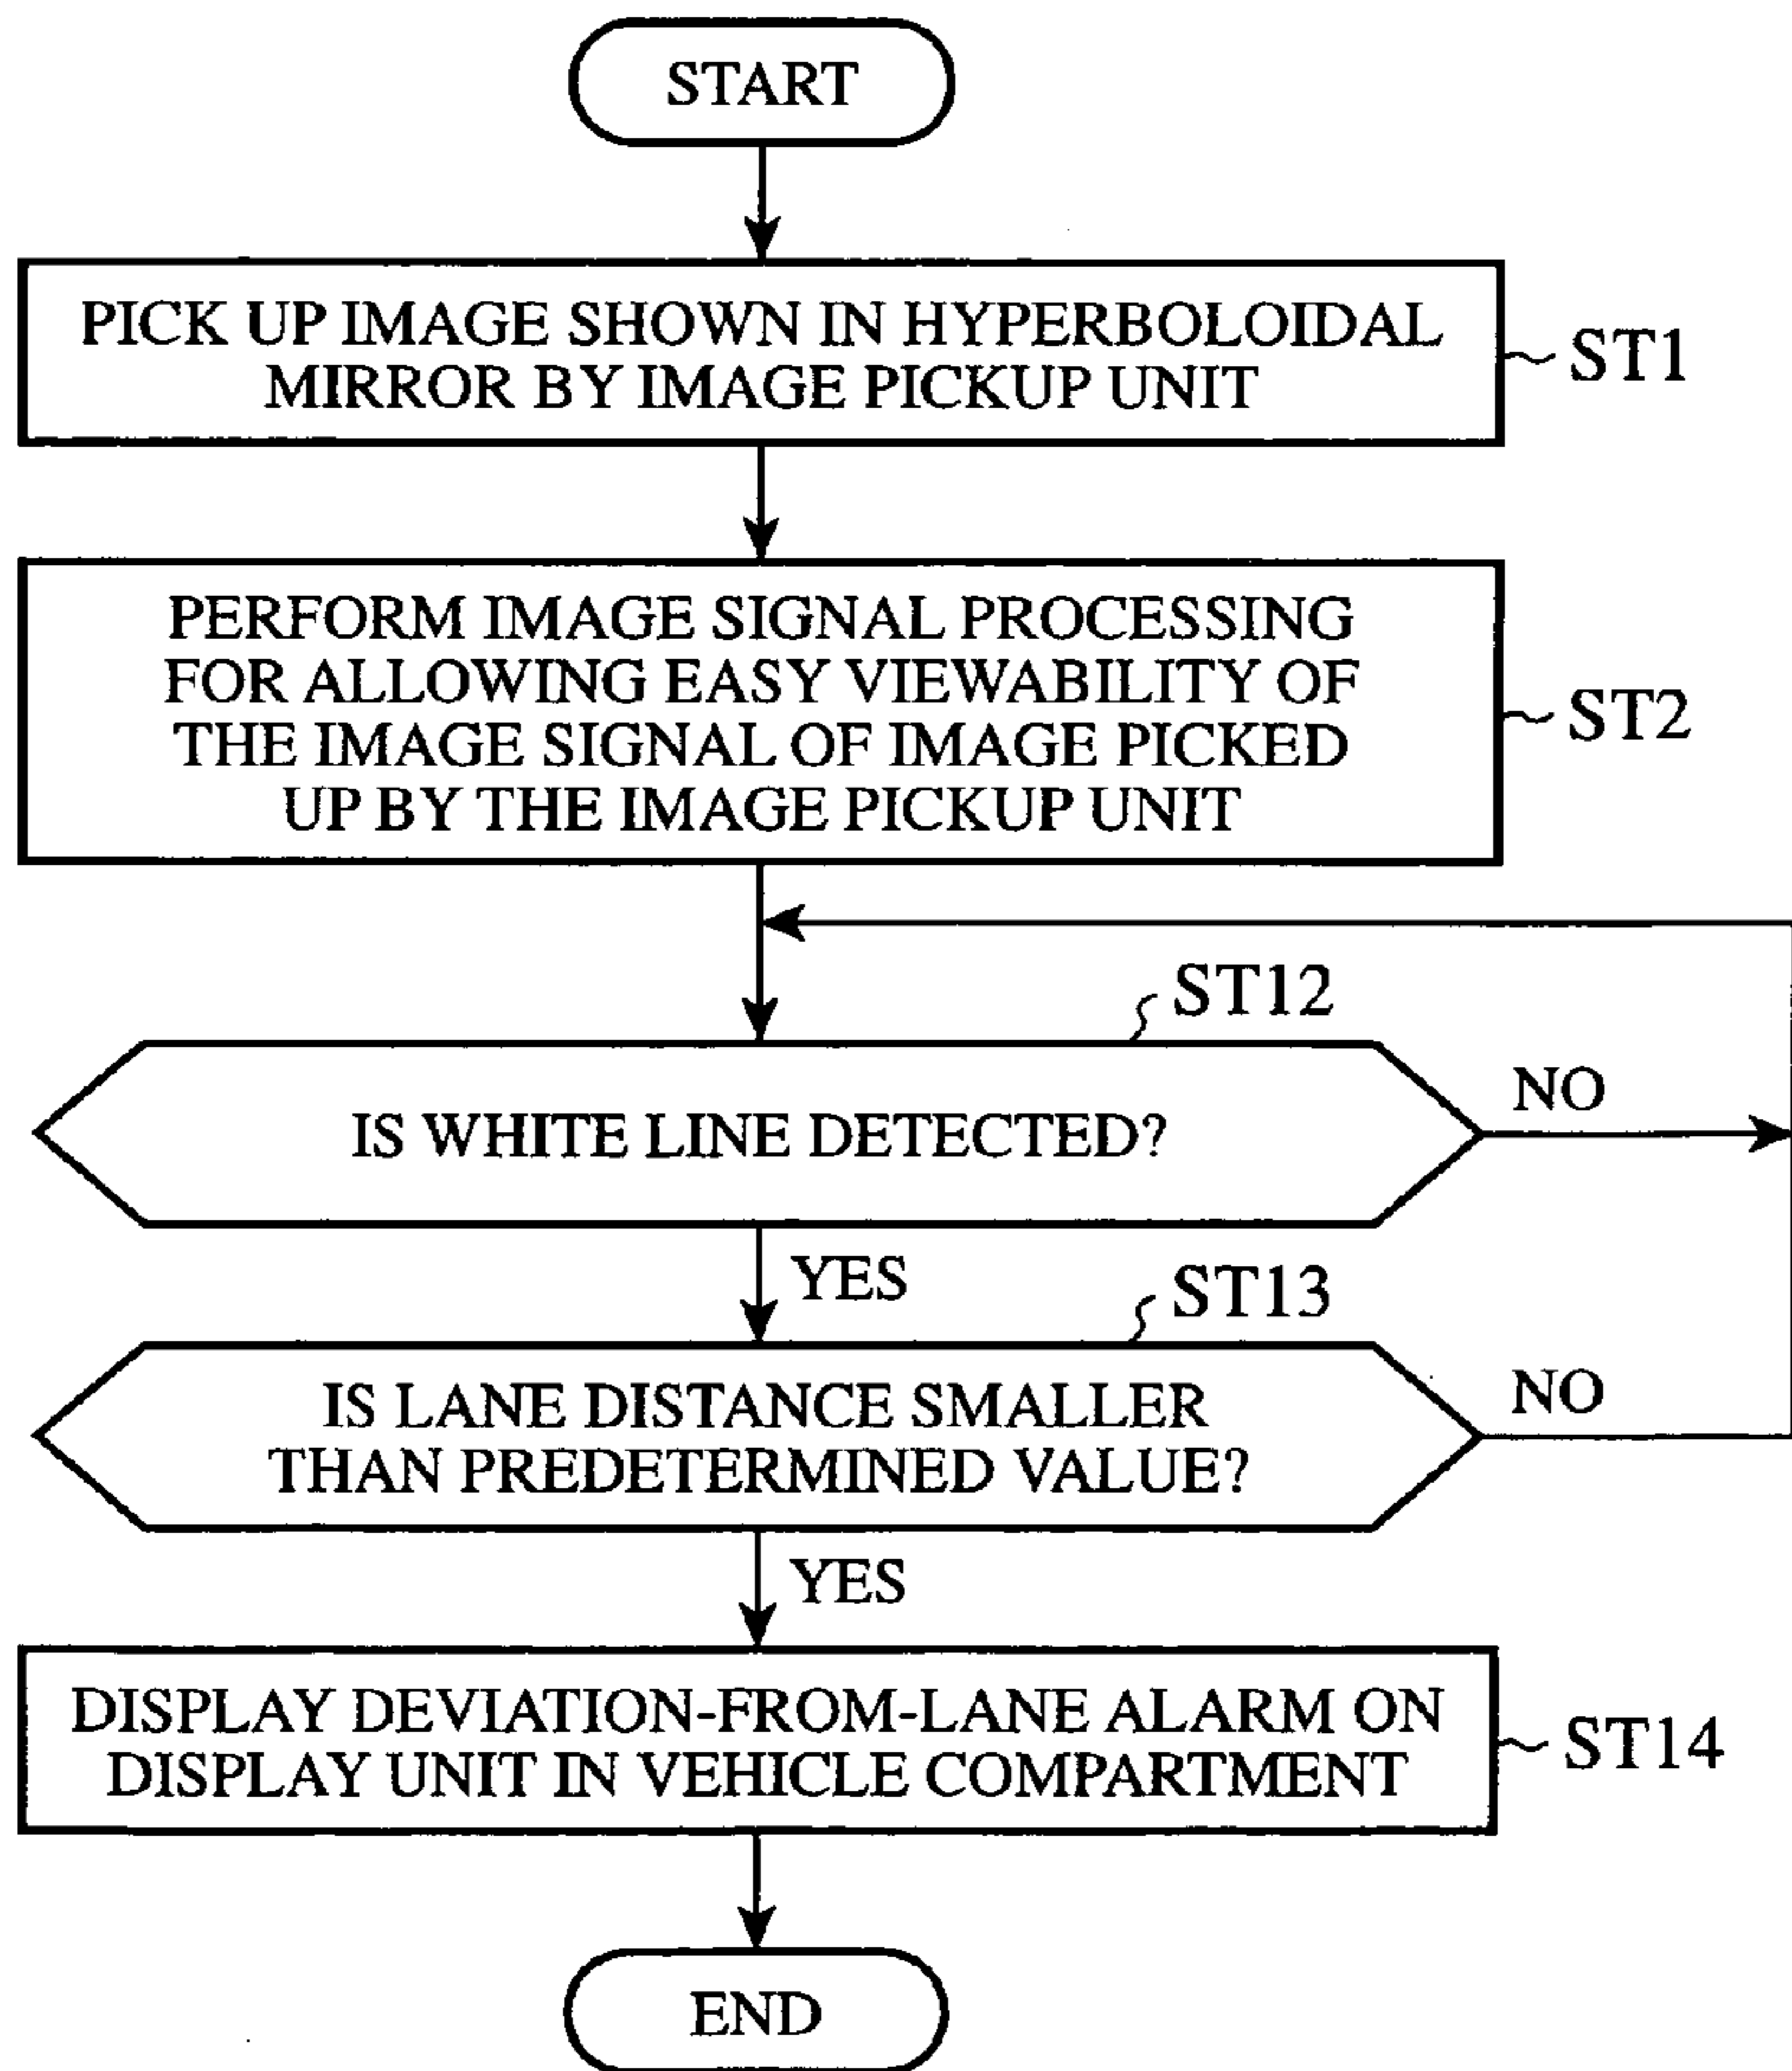 START
PICK UP IMAGE SHOWN IN HYPERBOLOIDAL
MIRROR BY IMAGE PICKUP UNIT
ST1
PERFORM IMAGE SIGNAL PROCESSING
FOR ALLOWING EASY VIEWABILITY OF
THE IMAGE SIGNAL OF IMAGE PICKED
UP BY THE IMAGE PICKUP UNIT
ST2
ST12
IS WHITE LINE DETECTED?
NO
YES
ST13
IS LANE DISTANCE SMALLER
THAN PREDETERMINED VALUE?
NO
YES
DISPLAY DEVIATION-FROM-LANE ALARM ON
DISPLAY UNIT IN VEHICLE COMPARTMENT
ST14
END